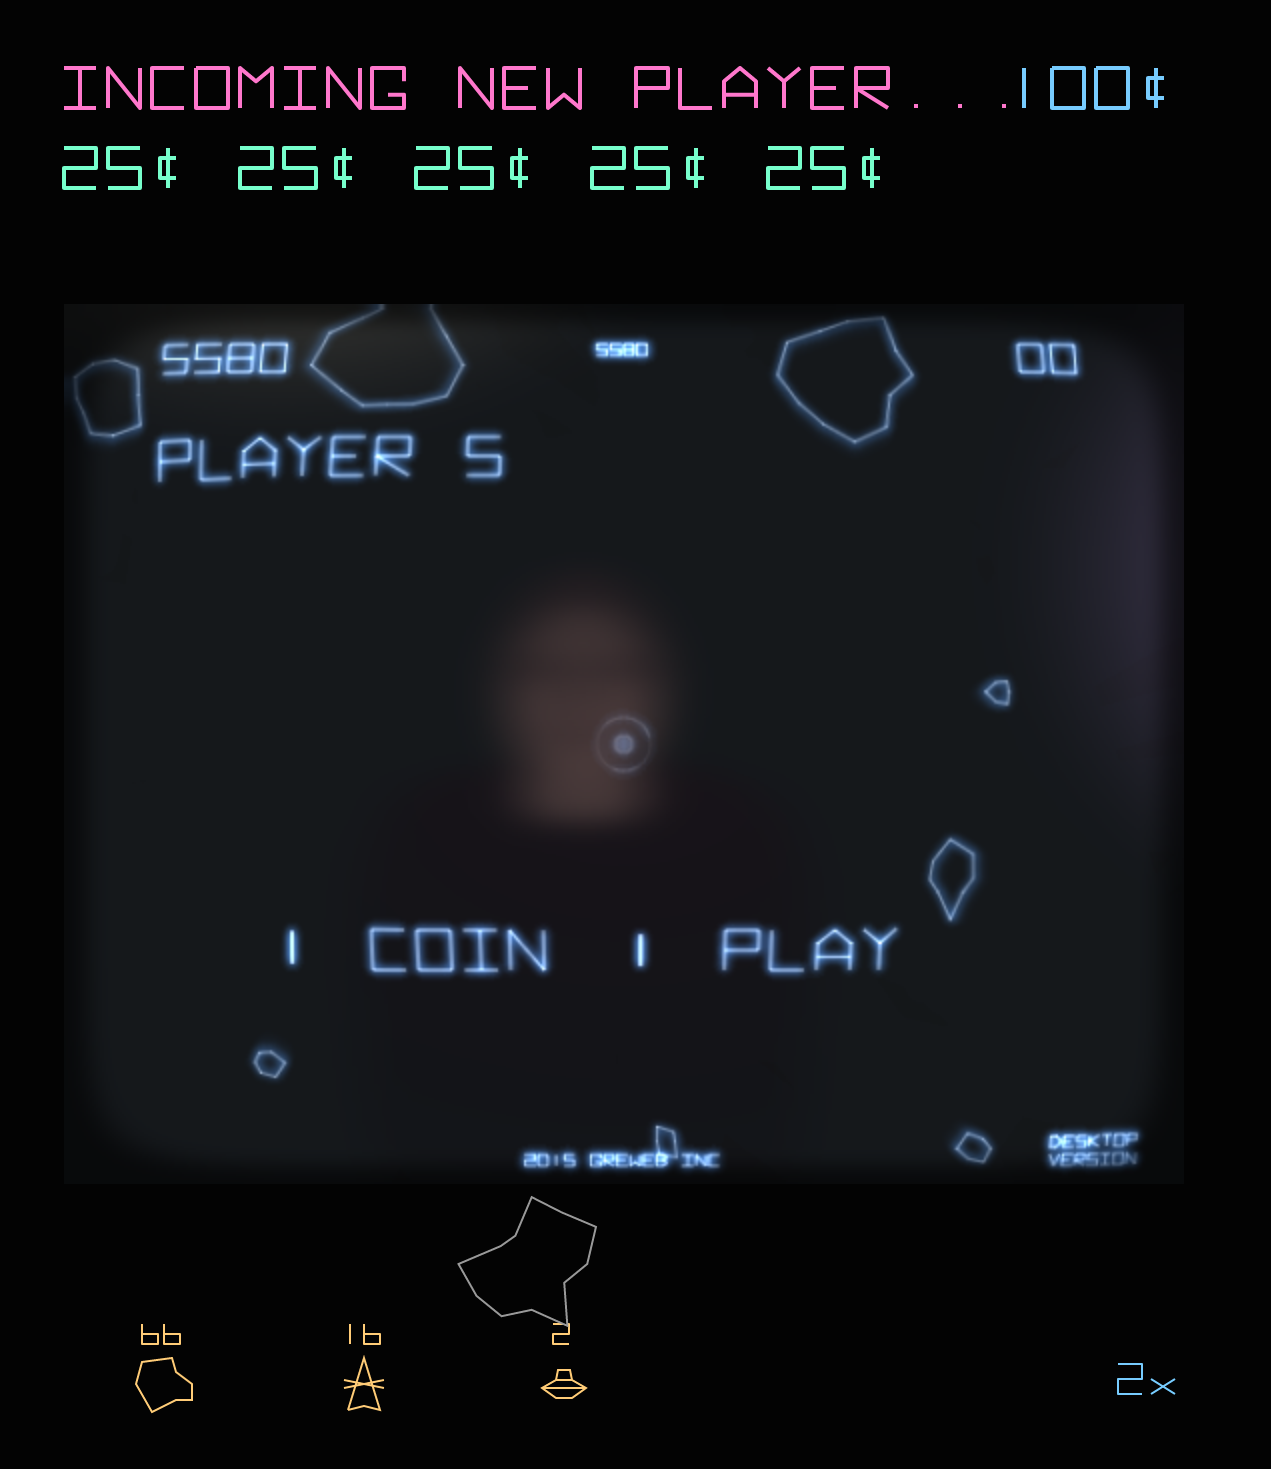 INCOMING NEW PLAYER...100¢
25¢ 25¢ 25¢ 25¢ 25¢
5580 5580 00
PLAYER 5
1 COIN 1 PLAY
2015 GREWEB INC
DESKTOP
VERSION
66 16 2
2x